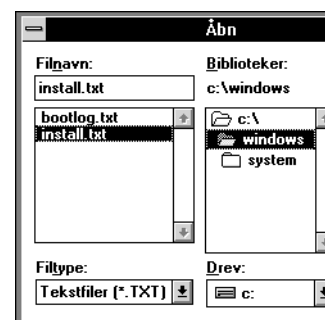 Åbn
Filnavn:
install.txt
bootlog.txt
install.txt
Filtype:
Tekstfiler (*.TXT)
Biblioteker:
c:\windows
c:\
windows
system
Drev:
c: